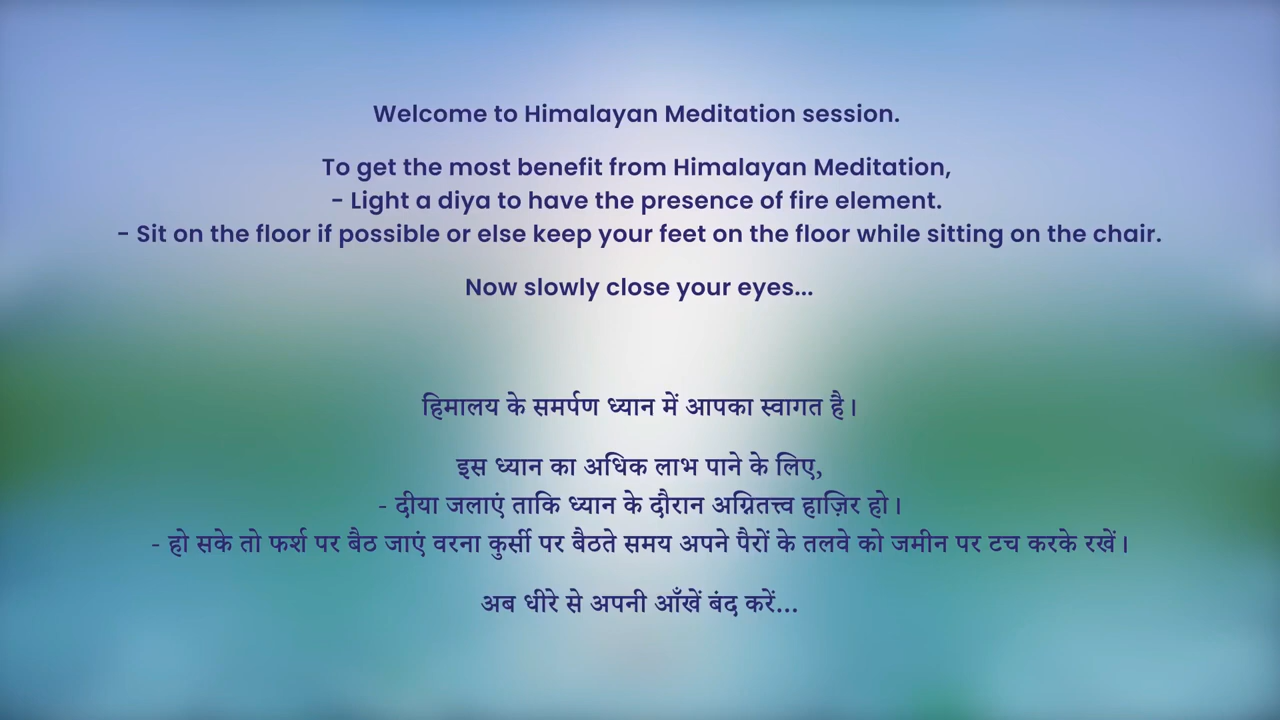 Welcome to Himalayan Meditation session.
To get the most benefit from Himalayan Meditation,
- Light a diya to have the presence of fire element.
- Sit on the floor if possible or else keep your feet on the floor while sitting on the chair.
Now slowly close your eyes...
हिमालय के समर्पण ध्यान में आपका स्वागत है।
इस ध्यान का अधिक लाभ पाने के लिए,
- दीया जलाएं ताकि ध्यान के दौरान अग्नितत्त्व हाज़िर हो।
- हो सके तो फर्श पर बैठ जाएं वरना कुर्सी पर बैठते समय अपने पैरों के तलवे को जमीन पर टच करके रखें।
अब धीरे से अपनी आँखें बंद करें...